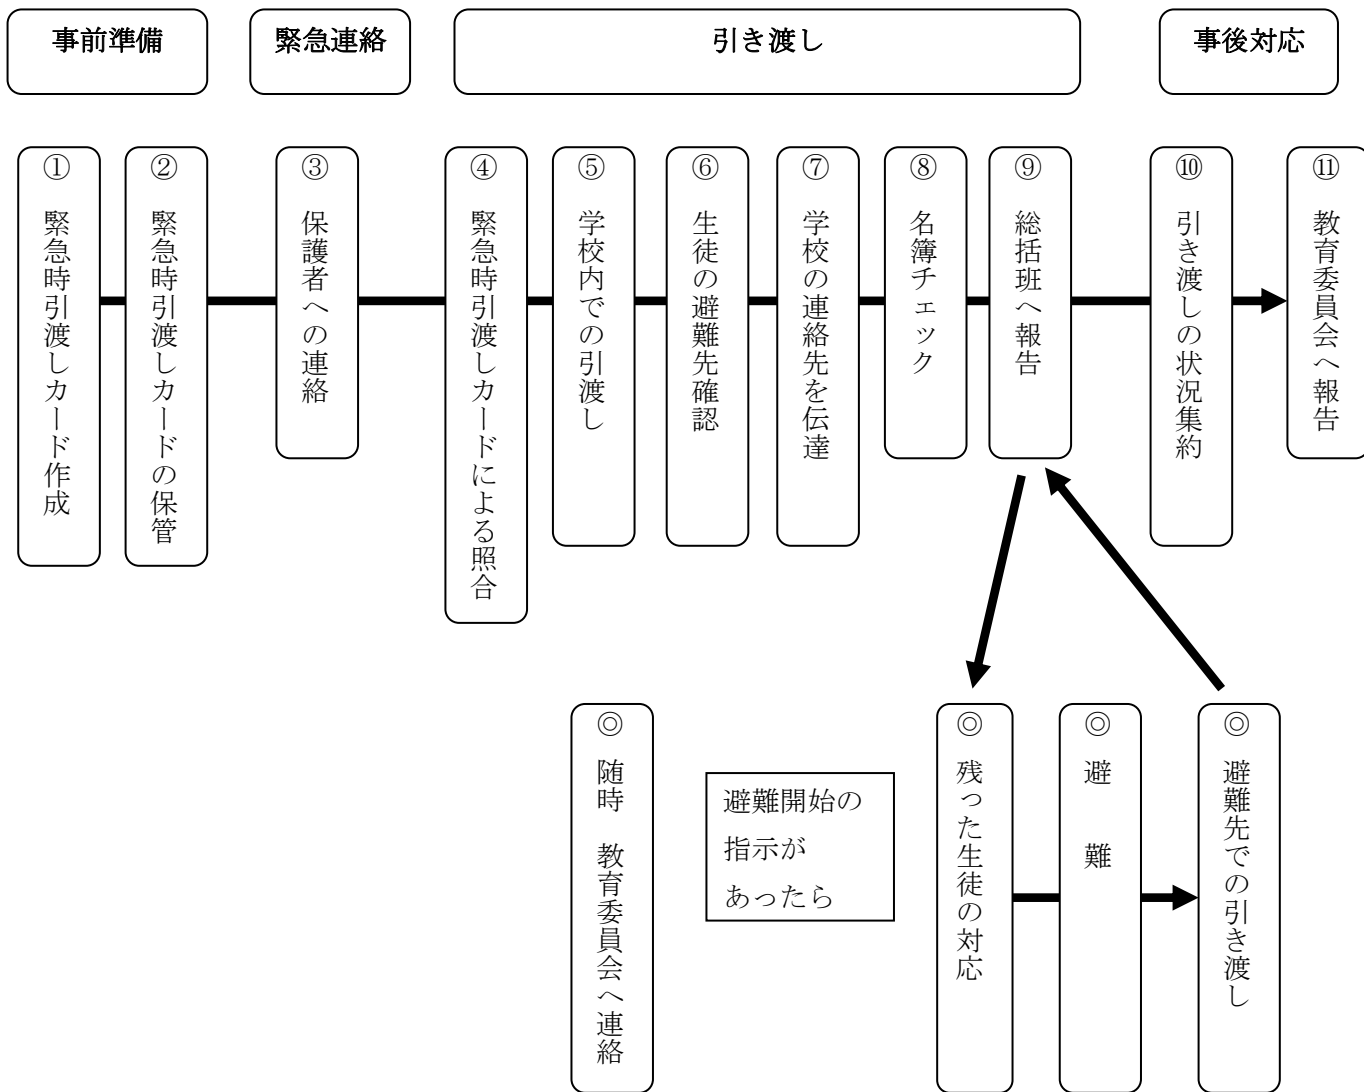 事前準備
緊急連絡
引き渡し
事後対応
① 緊急時引渡しカード作成
② 緊急時引渡しカードの保管
③ 保護者への連絡
④ 緊急時引渡しカードによる照合
⑤ 学校内での引渡し
⑥ 生徒の避難先確認
⑦ 学校の連絡先を伝達
⑧ 名簿チェック
⑨ 総括班へ報告
⑩ 引き渡しの状況集約
⑪ 教育委員会へ報告
◎ 随時 教育委員会へ連絡
避難開始の
指示が
あったら
◎ 残った生徒の対応
◎ 避 難
◎ 避難先での引き渡し